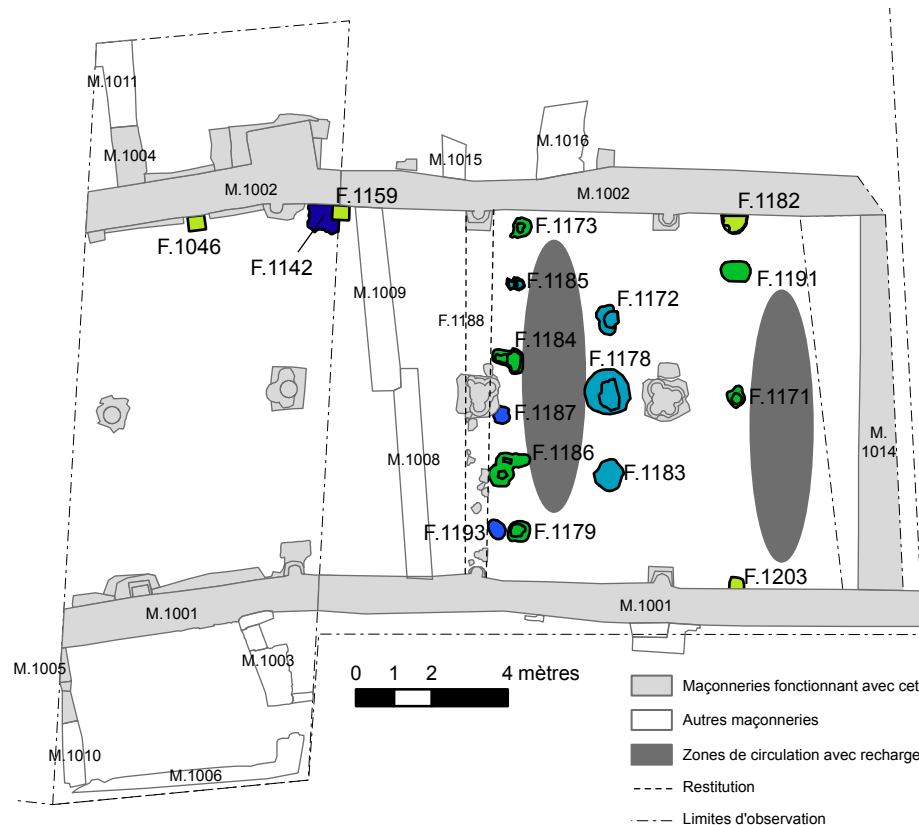 M.1011
M.1016
M.1015
M.1004
M.1002
F.1159
M.1002
F.1182
F.1046
F.1173
F.1142
M.1009
F.1185
F.1191
F.1172
F.1188
F.1184
F.1178
F.1171
F.1187
M.
1014
F.1186
M.1008
F.1183
F.1193
F.1179
F.1203
M.1001
M.1001
M.1005
M.1003
0 1 2 4 mètres
Maçonneries fonctionnant avec cet
Autres maçonneries
M.1010
M.1006
Zones de circulation avec recharge
Restitution
Limites d'observation